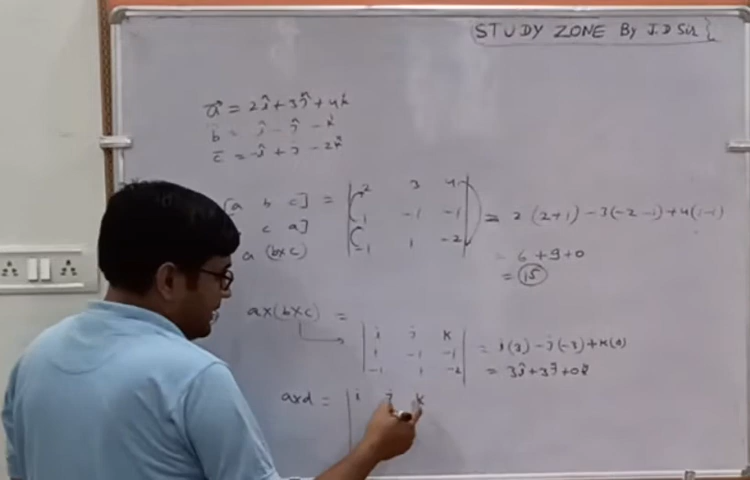 STUDY ZONE By J.D Sir
a⃗ = 2î + 3ĵ + 4k̂
b̄ = î - ĵ - k̂
c̄ = -î + ĵ - 2k̂
[a b c] = | 2 3 4 |
c a] | 1 -1 -1 | = 2(2+1) - 3(-2-1) + 4(1-1)
a (b×c) | -1 1 -2 | = 6 + 9 + 0
= 15
a×(b×c) =
| i j k | = i(3) - j(-3) + k(0)
| 1 -1 -1 |
| -1 1 -2 | = 3î + 3ĵ + 0k̂
a×d = | i j k